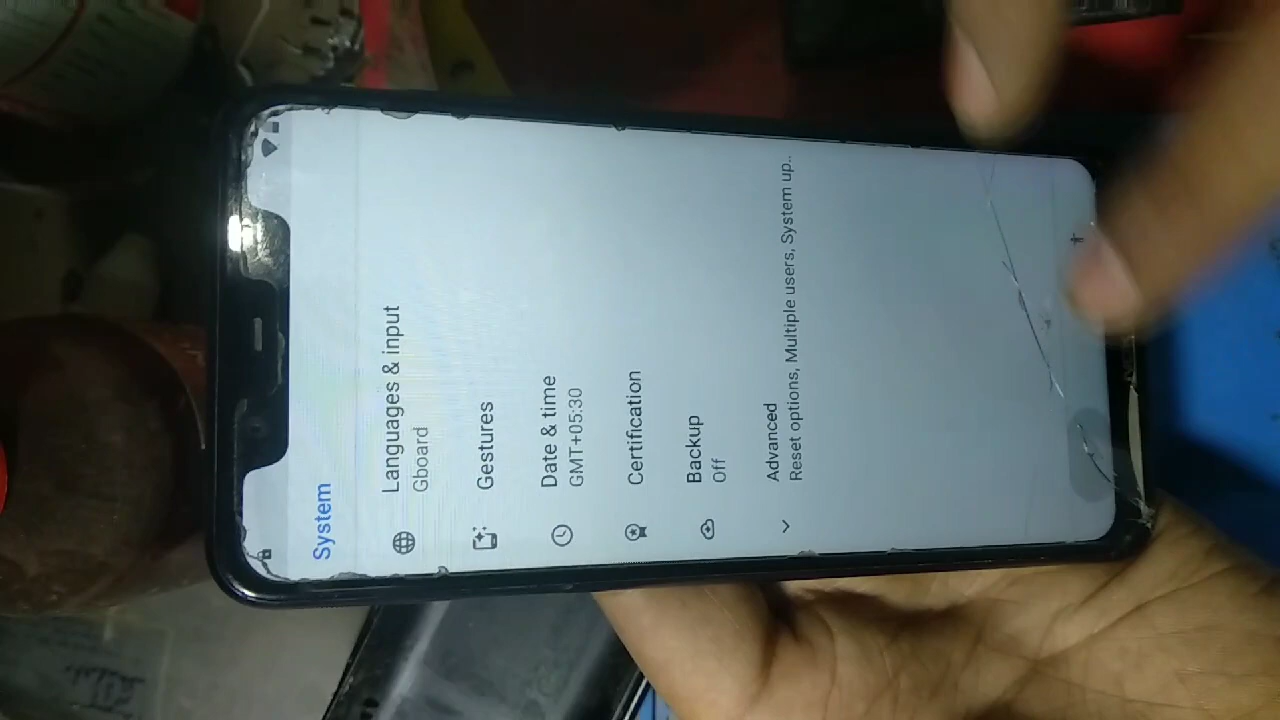 System
Languages & input
Gboard
Gestures
Date & time
GMT+05:30
Certification
Backup
Off
Advanced
Reset options, Multiple users, System up..